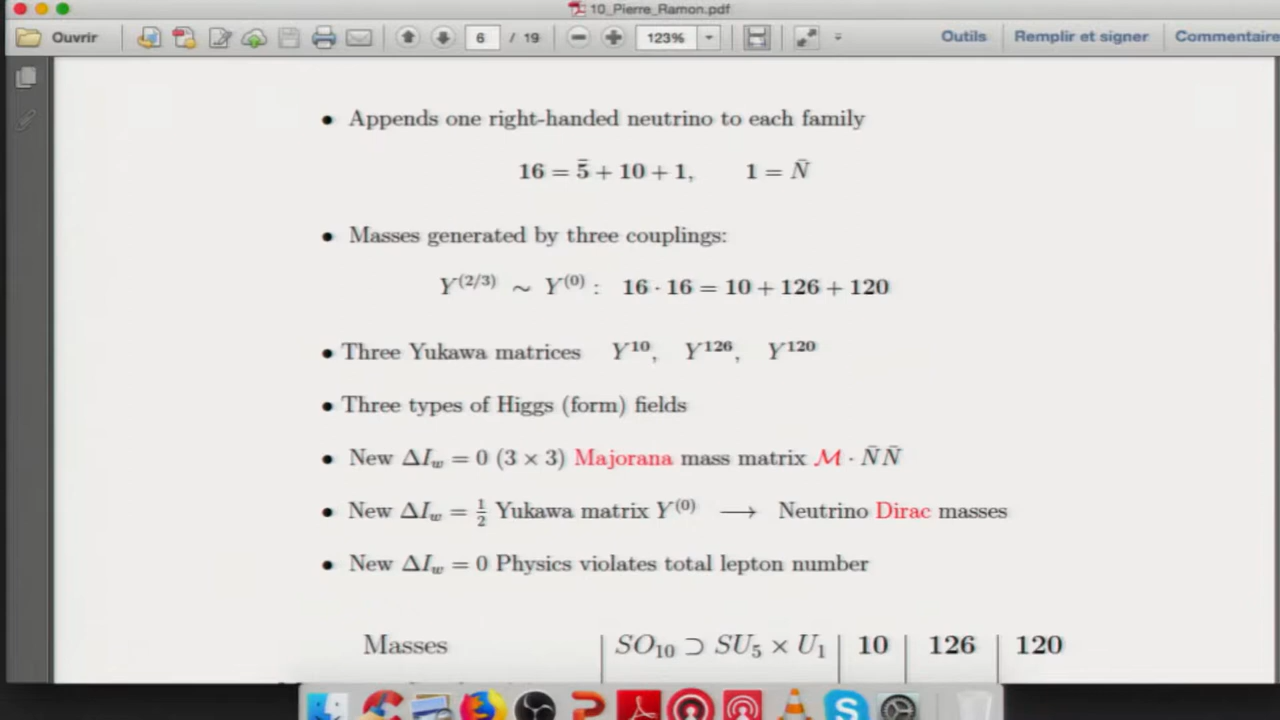 10_Pierre_Ramon.pdf
Ouvrir 6 / 19 123% Outils Remplir et signer Commentaire
• Appends one right-handed neutrino to each family
16 = 5̄ + 10 + 1, 1 = N̄
• Masses generated by three couplings:
Y^(2/3) ∼ Y^(0) : 16 · 16 = 10 + 126 + 120
• Three Yukawa matrices Y^10, Y^126, Y^120
• Three types of Higgs (form) fields
• New ΔI_w = 0 (3 × 3) Majorana mass matrix ℳ · N̄N̄
• New ΔI_w = 1/2 Yukawa matrix Y^(0) ⟶ Neutrino Dirac masses
• New ΔI_w = 0 Physics violates total lepton number
Masses | SO_10 ⊃ SU_5 × U_1 | 10 | 126 | 120